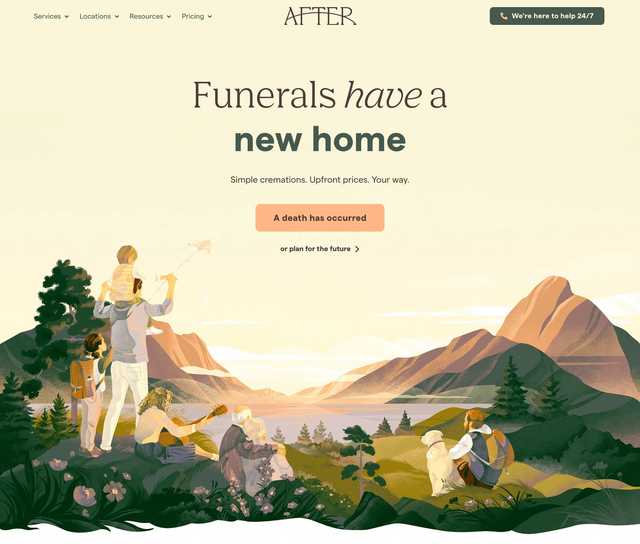 Services
Locations
Resources
Pricing
AFTER
We're here to help 24/7
Funerals have a
new home
Simple cremations. Upfront prices. Your way.
A death has occurred
or plan for the future